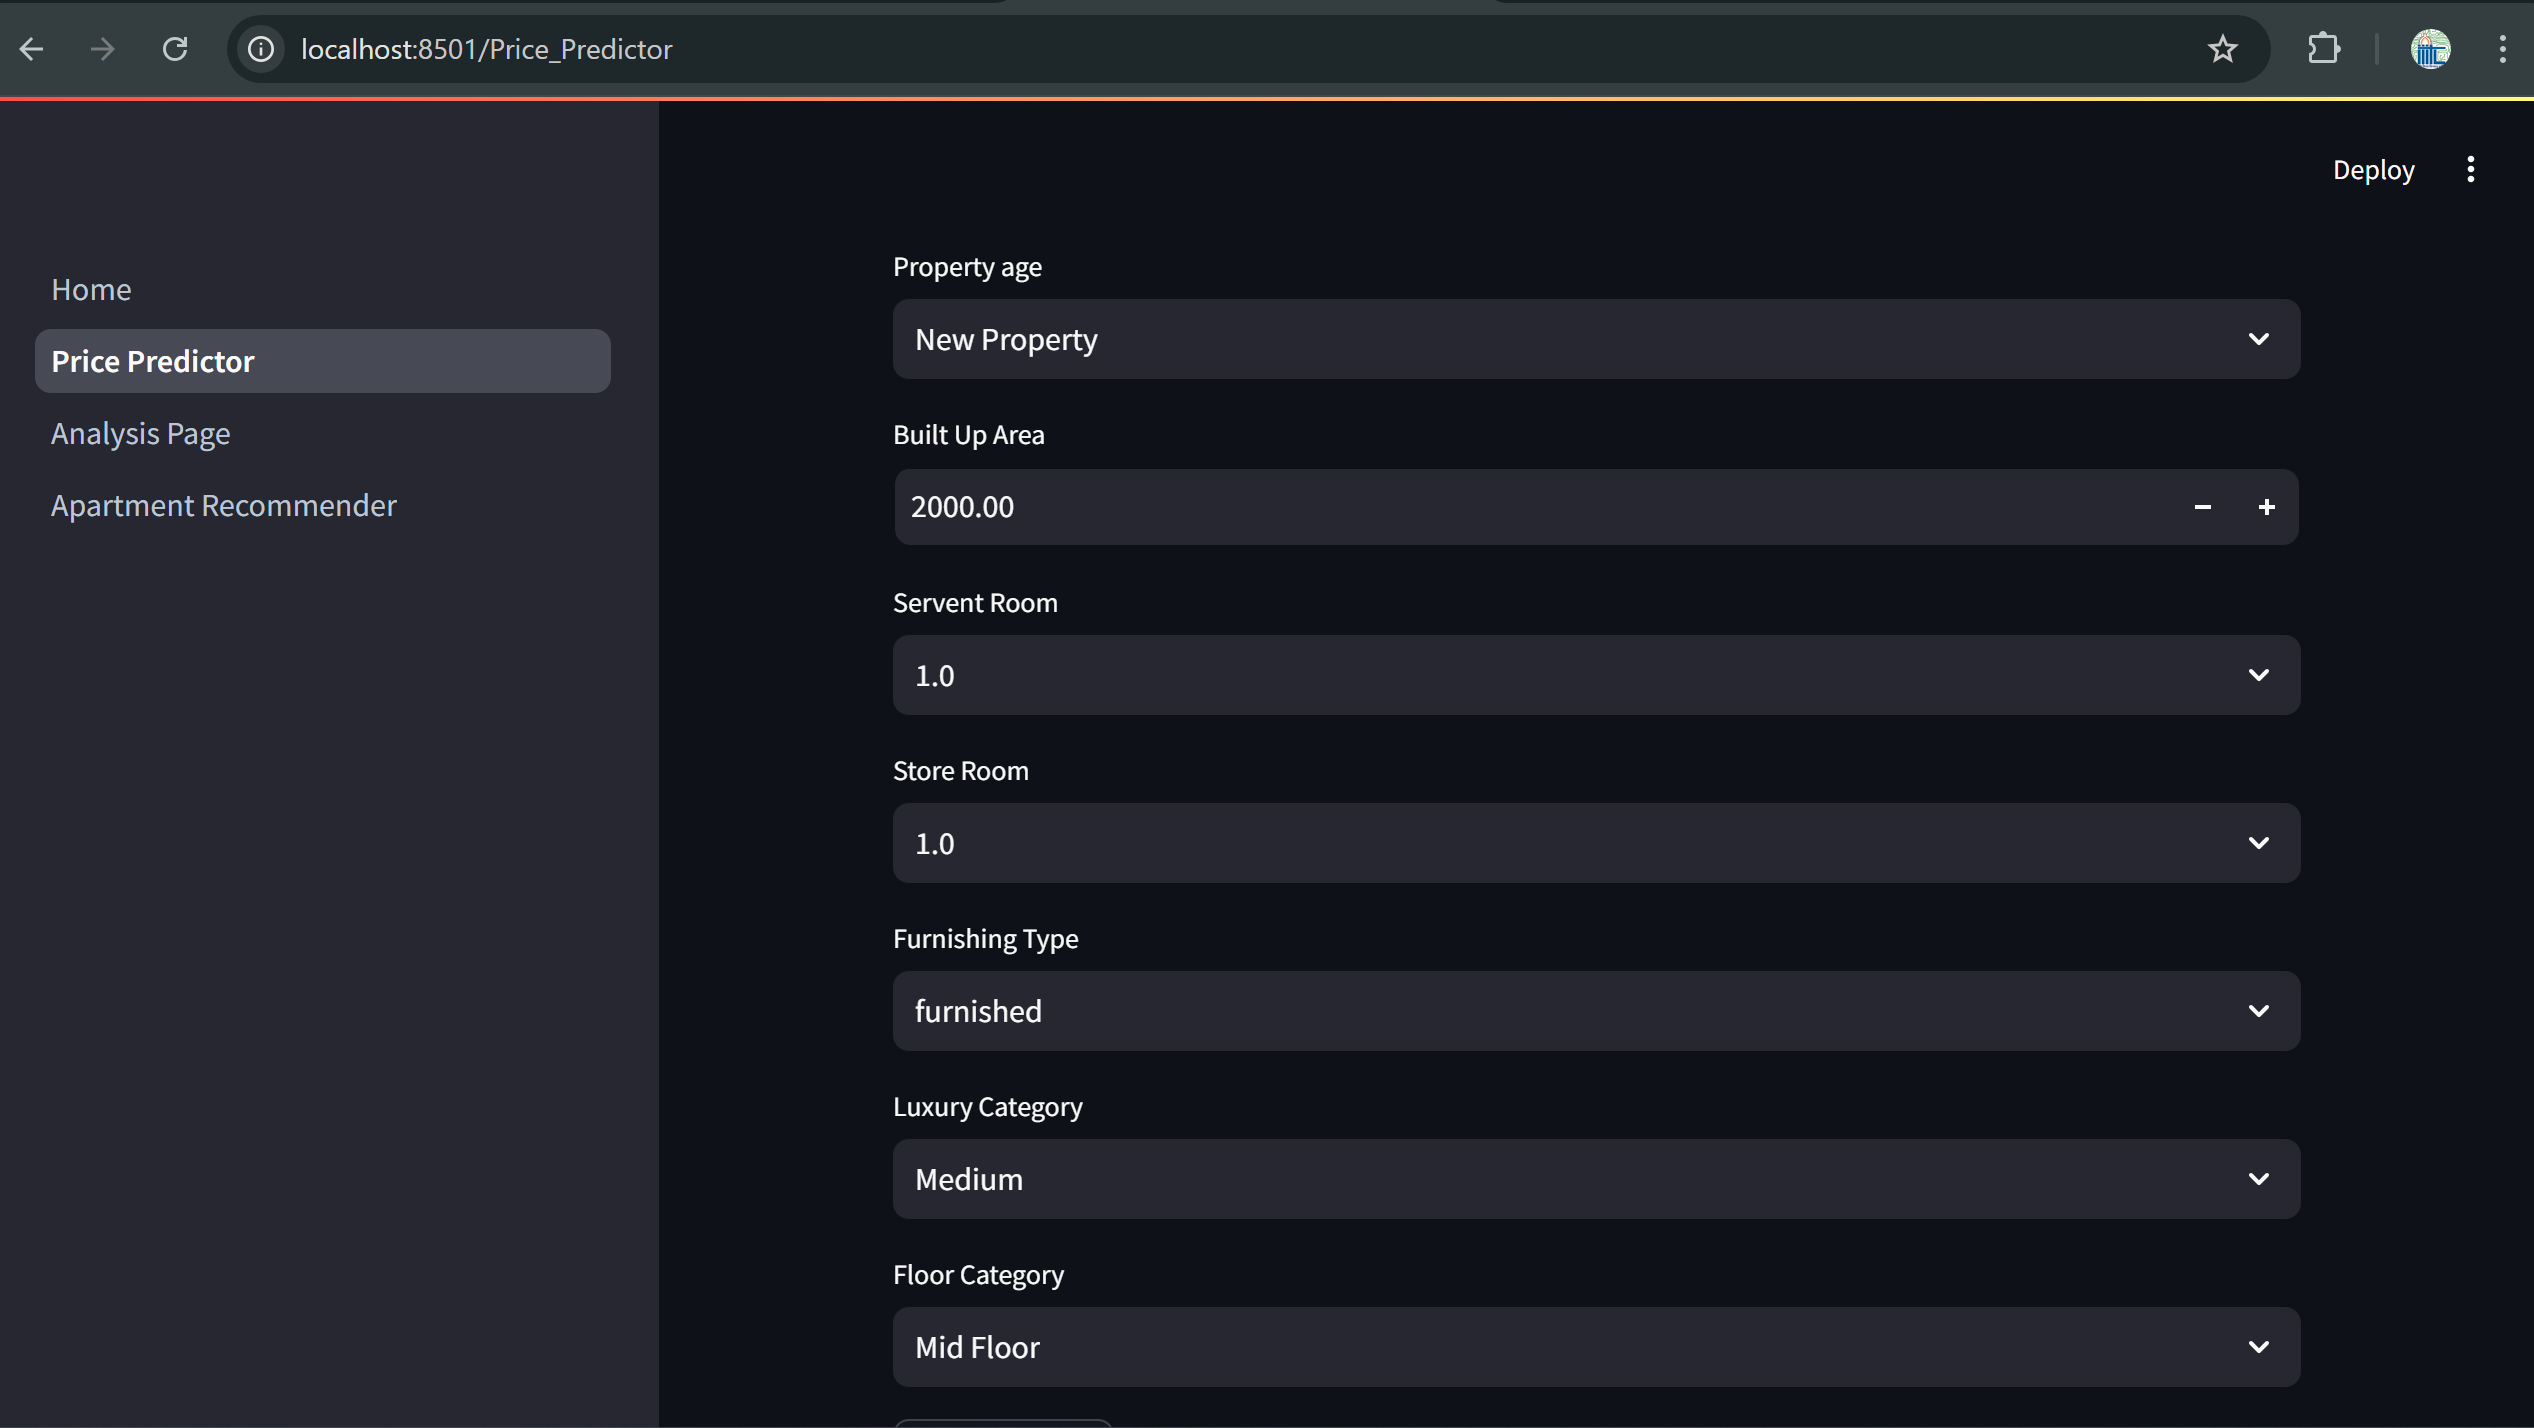 localhost:8501/Price_Predictor
Deploy
Home
Price Predictor
Analysis Page
Apartment Recommender
Property age
New Property
Built Up Area
2000.00
Servent Room
1.0
Store Room
1.0
Furnishing Type
furnished
Luxury Category
Medium
Floor Category
Mid Floor